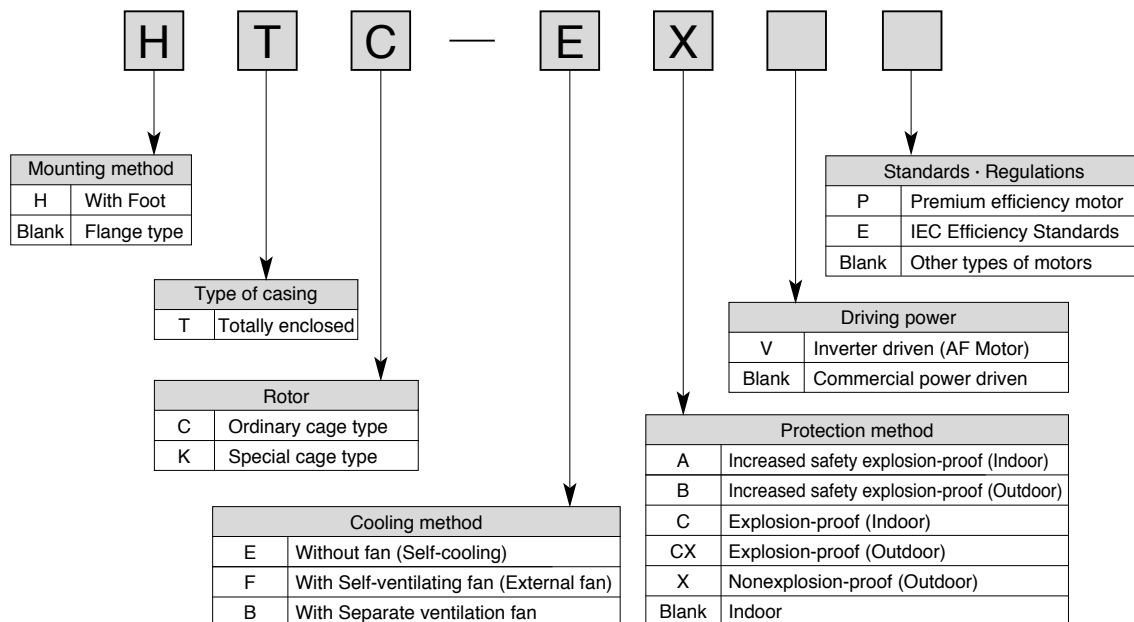 H T C — E X
Mounting method
H With Foot
Blank Flange type
Standards · Regulations
P Premium efficiency motor
E IEC Efficiency Standards
Blank Other types of motors
Type of casing
T Totally enclosed
Driving power
V Inverter driven (AF Motor)
Blank Commercial power driven
Rotor
C Ordinary cage type
K Special cage type
Protection method
A Increased safety explosion-proof (Indoor)
B Increased safety explosion-proof (Outdoor)
C Explosion-proof (Indoor)
CX Explosion-proof (Outdoor)
X Nonexplosion-proof (Outdoor)
Blank Indoor
Cooling method
E Without fan (Self-cooling)
F With Self-ventilating fan (External fan)
B With Separate ventilation fan